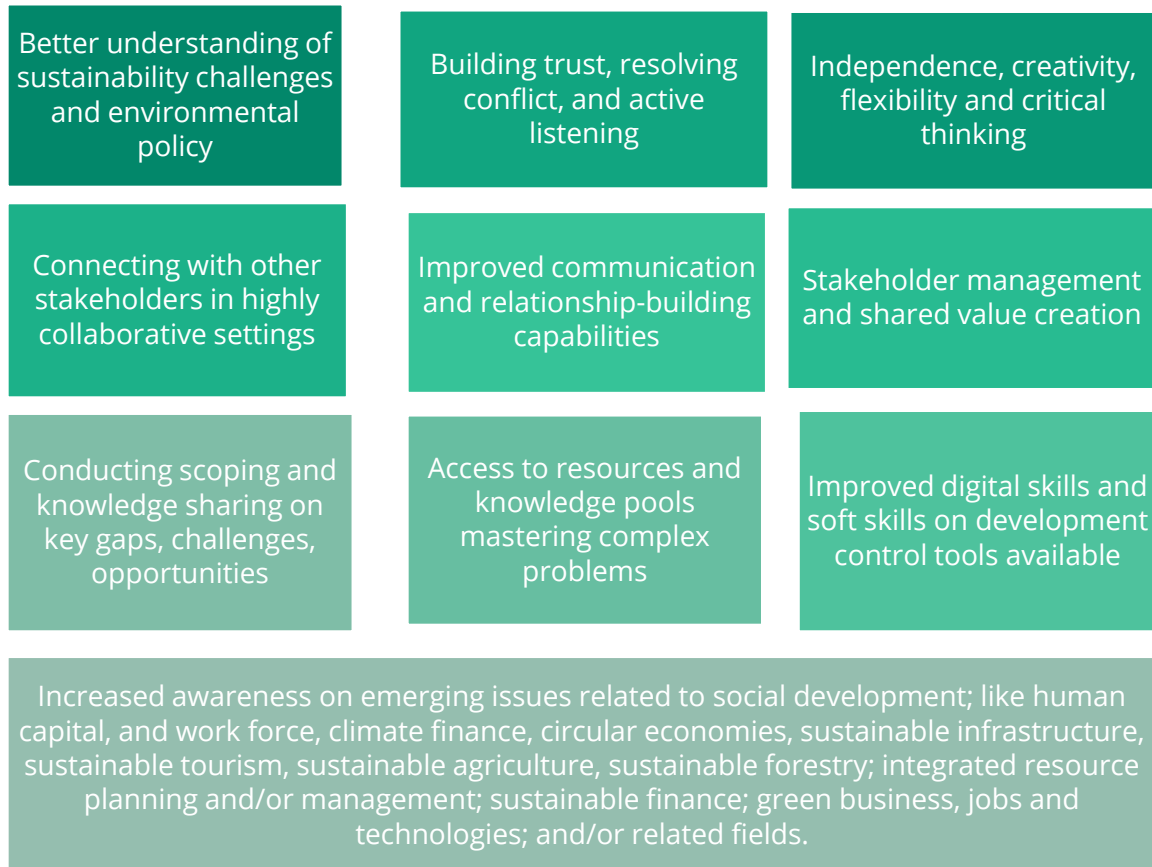 Better understanding of
sustainability challenges
and environmental
policy
Building trust, resolving
conflict, and active
listening
Independence, creativity,
flexibility and critical
thinking
Connecting with other
stakeholders in highly
collaborative settings
Improved communication
and relationship-building
capabilities
Stakeholder management
and shared value creation
Conducting scoping and
knowledge sharing on
key gaps, challenges,
opportunities
Access to resources and
knowledge pools
mastering complex
problems
Improved digital skills and
soft skills on development
control tools available
Increased awareness on emerging issues related to social development; like human
capital, and work force, climate finance, circular economies, sustainable infrastructure,
sustainable tourism, sustainable agriculture, sustainable forestry; integrated resource
planning and/or management; sustainable finance; green business, jobs and
technologies; and/or related fields.